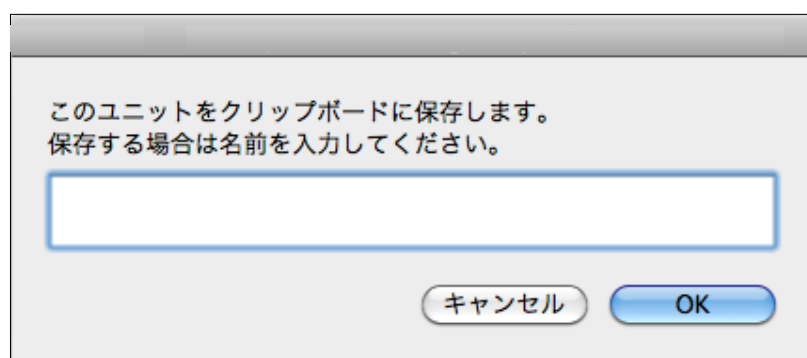 このユニットをクリップボードに保存します。
保存する場合は名前を入力してください。
キャンセル OK